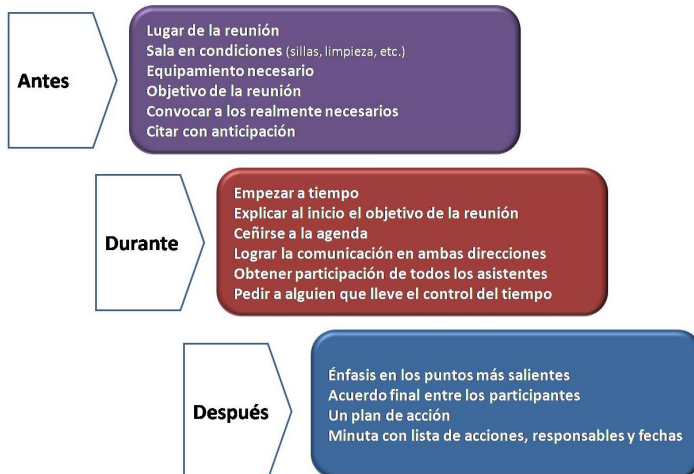 Antes
Lugar de la reunión
Sala en condiciones (sillas, limpieza, etc.)
Equipamiento necesario
Objetivo de la reunión
Convocar a los realmente necesarios
Citar con anticipación
Durante
Empezar a tiempo
Explicar al inicio el objetivo de la reunión
Ceñirse a la agenda
Lograr la comunicación en ambas direcciones
Obtener participación de todos los asistentes
Pedir a alguien que lleve el control del tiempo
Después
Énfasis en los puntos más salientes
Acuerdo final entre los participantes
Un plan de acción
Minuta con lista de acciones, responsables y fechas